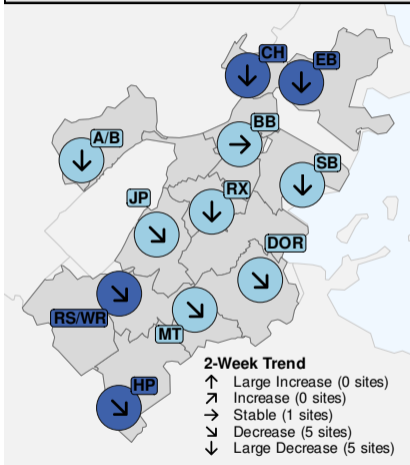 CH
EB
BB
A/B
SB
RX
JP
DOR
RS/WR
MT
HP
2-Week Trend
↑ Large Increase (0 sites)
↗ Increase (0 sites)
→ Stable (1 sites)
↘ Decrease (5 sites)
↓ Large Decrease (5 sites)